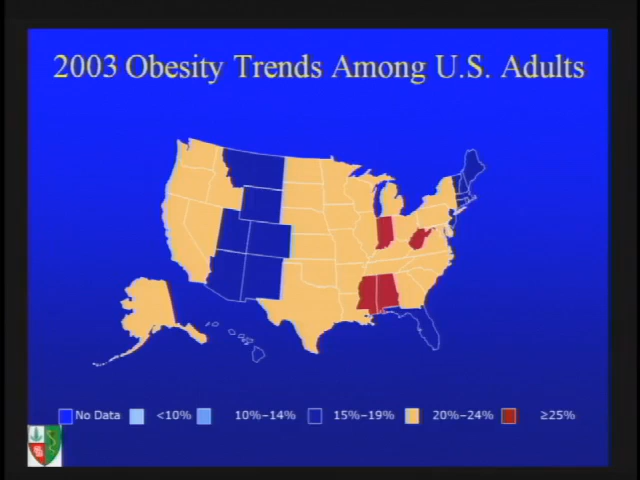 2003 Obesity Trends Among U.S. Adults
No Data <10% 10%–14% 15%–19% 20%–24% ≥25%